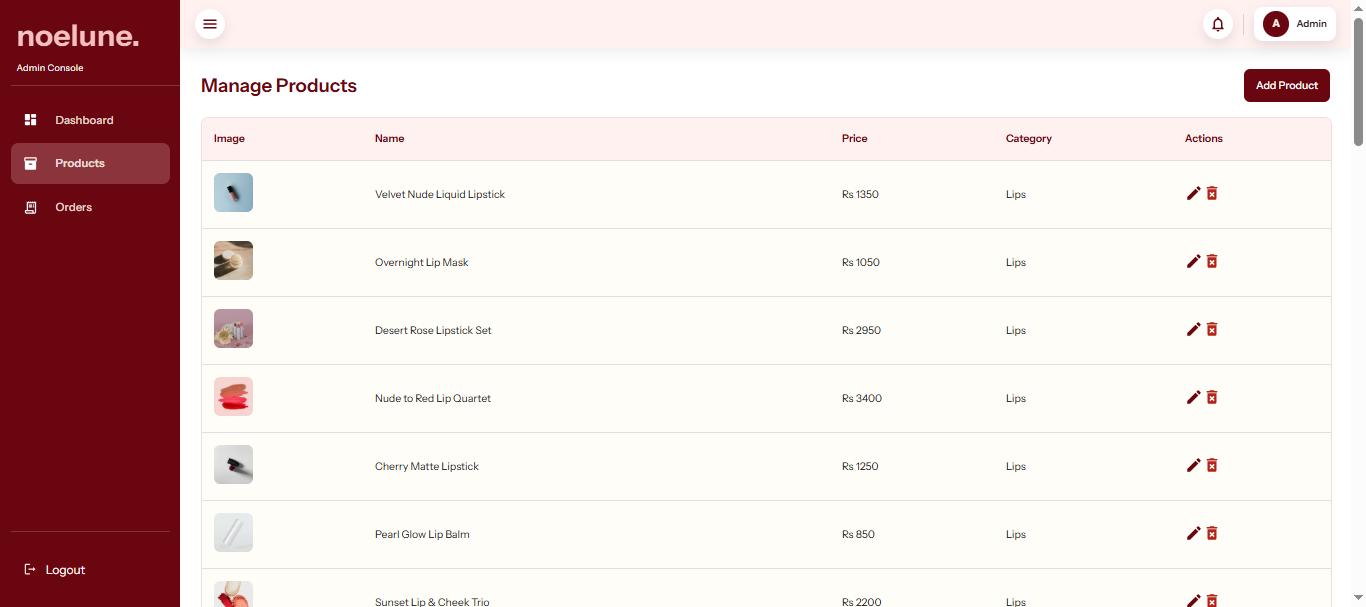 noelune.
Admin Console
Dashboard
Products
Orders
Logout
A Admin
Manage Products
Add Product
Image Name Price Category Actions
Velvet Nude Liquid Lipstick Rs 1350 Lips
Overnight Lip Mask Rs 1050 Lips
Desert Rose Lipstick Set Rs 2950 Lips
Nude to Red Lip Quartet Rs 3400 Lips
Cherry Matte Lipstick Rs 1250 Lips
Pearl Glow Lip Balm Rs 850 Lips
Sunset Lip & Cheek Trio Rs 2200 Lips